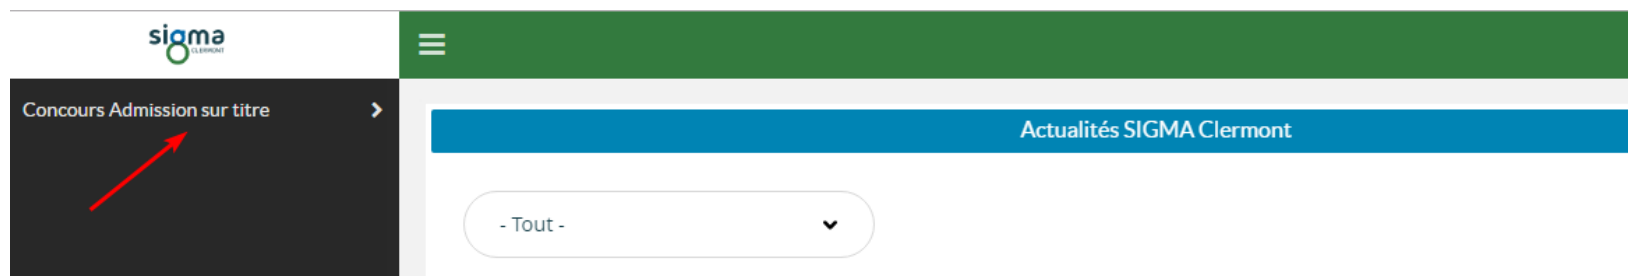 sigma
CLERMONT
Concours Admission sur titre
Actualités SIGMA Clermont
- Tout -